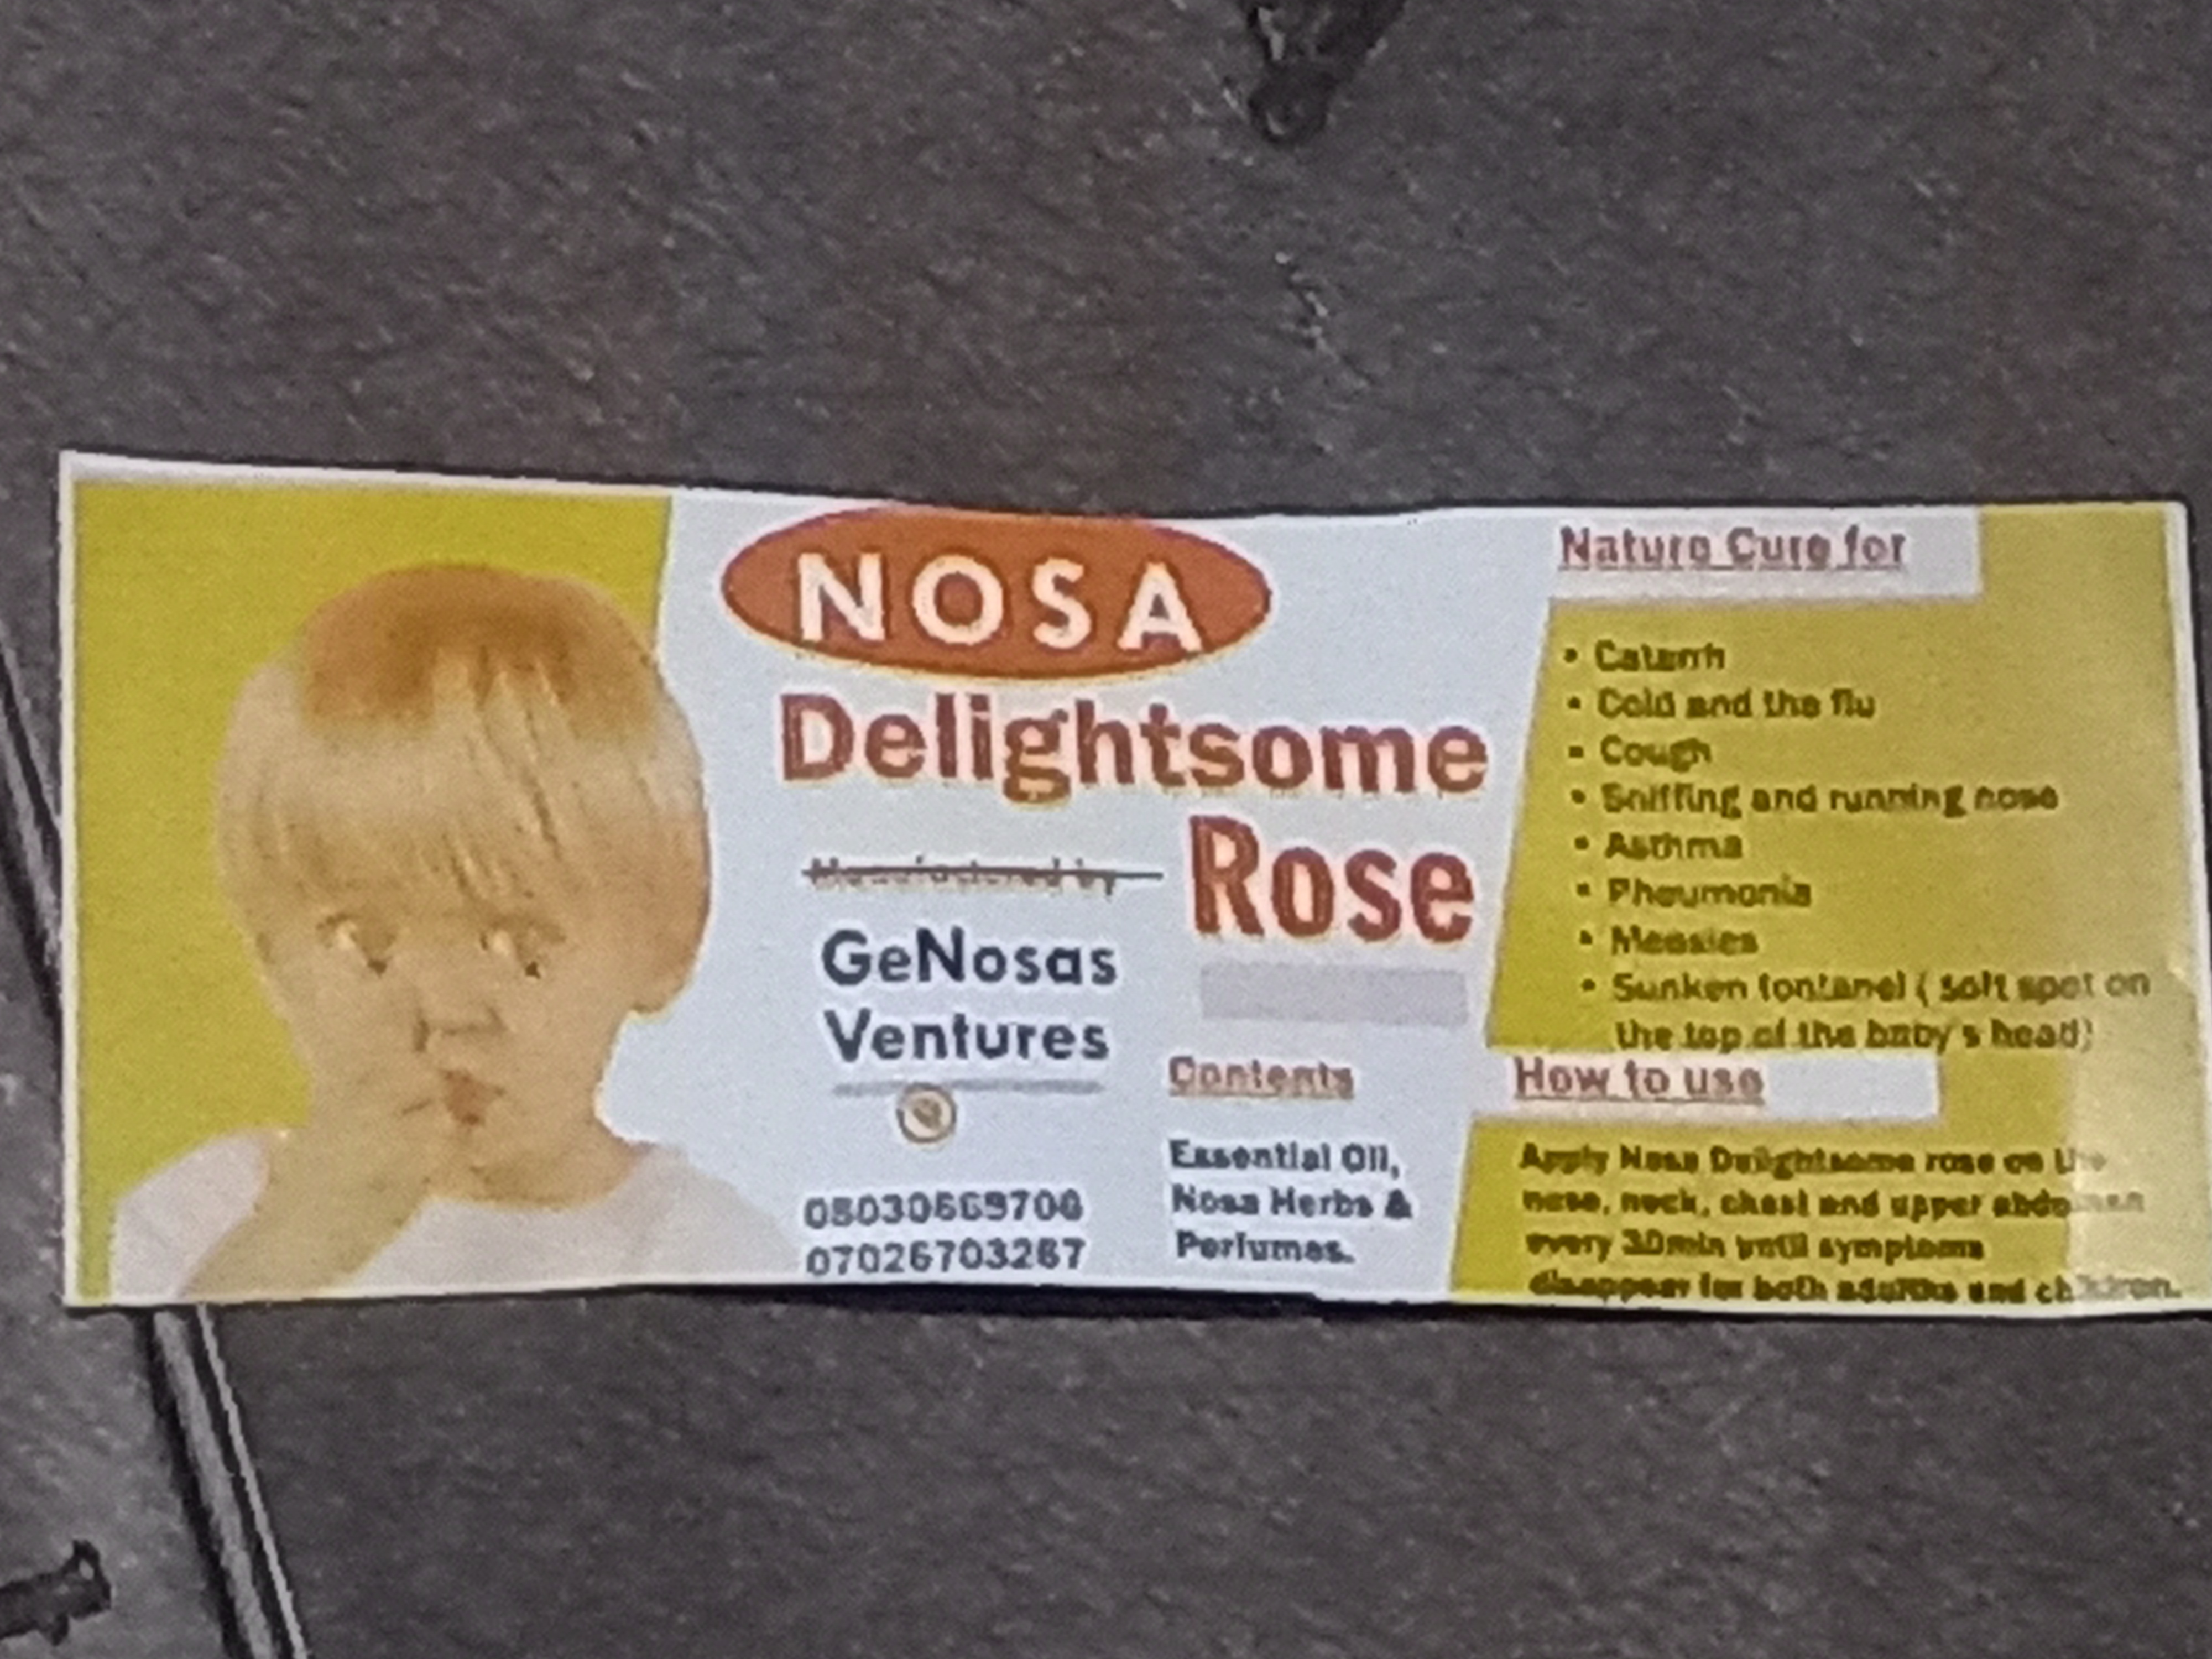 NOSA
Delightsome
Rose
Manufactured by
GeNosas
Ventures
07026703267
Contents
Essential Oil,
Nosa Herbs &
Perfumes.
Nature Cure for
• Catarrh
• Cold and the flu
• Cough
• Sniffing and running nose
• Asthma
• Pneumonia
• Measles
• Sunken fontanel ( soft spot on
the top of the baby's head)
How to use
Apply Nosa Delightsome rose on the
nose, neck, chest and upper abdomen
every 30min until symptoms
disappear for both and children.